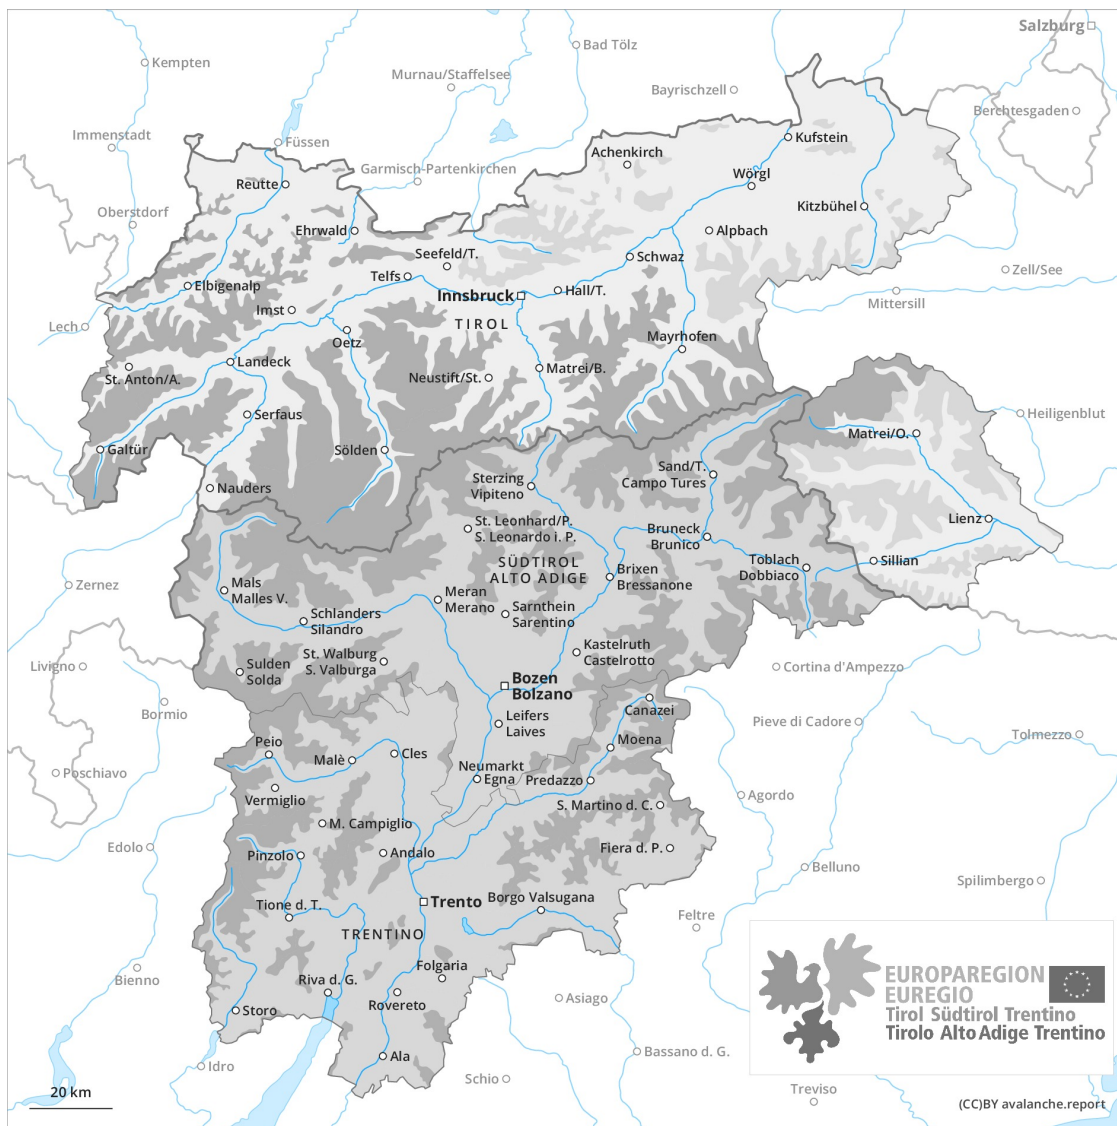 Salzburg
Bad Tölz
Kempten
Murnau/Staffelsee
Bayrischzell
Berchtesgaden
Immenstadt
Füssen
Kufstein
Achenkirch
Garmisch-Partenkirchen
Wörgl
Reutte
Kitzbühel
Oberstdorf
Ehrwald
Alpbach
Seefeld/T.
Schwaz
Zell/See
Telfs
Elbigenalp
Hall/T.
Innsbruck
Mittersill
Imst
TIROL
Lech
Oetz
Mayrhofen
Landeck
Matrei/B.
St. Anton/A.
Neustift/St.
Serfaus
Heiligenblut
Matrei/O.
Galtür
Sölden
Sand/T.
Campo Tures
Sterzing
Vipiteno
Nauders
Lienz
St. Leonhard/P.
S. Leonardo i. P.
Bruneck
Brunico
SÜDTIROL
ALTO ADIGE
Toblach
Dobbiaco
Sillian
Brixen
Bressanone
Zernez
Mals
Malles V.
Meran
Merano
Schlanders
Silandro
Sarnthein
Sarentino
Kastelruth
Castelrotto
St. Walburg
S. Valburga
Livigno
Sulden
Solda
Cortina d'Ampezzo
Bozen
Bolzano
Bormio
Canazei
Leifers
Laives
Pieve di Cadore
Tolmezzo
Moena
Peio
Malè
Cles
Neumarkt
Egna
Predazzo
Poschiavo
Vermiglio
Agordo
S. Martino d. C.
M. Campiglio
Edolo
Pinzolo
Andalo
Fiera d. P.
Belluno
Spilimbergo
Tione d. T.
Trento
Borgo Valsugana
Feltre
TRENTINO
Bienno
Riva d. G.
Folgaria
Rovereto
Asiago
Storo
EUROPAREGION
EUREGIO
Tirol Südtirol Trentino
Tirolo Alto Adige Trentino
Ala
Bassano d. G.
Idro
Schio
Treviso
20 km
(CC)BY avalanche.report